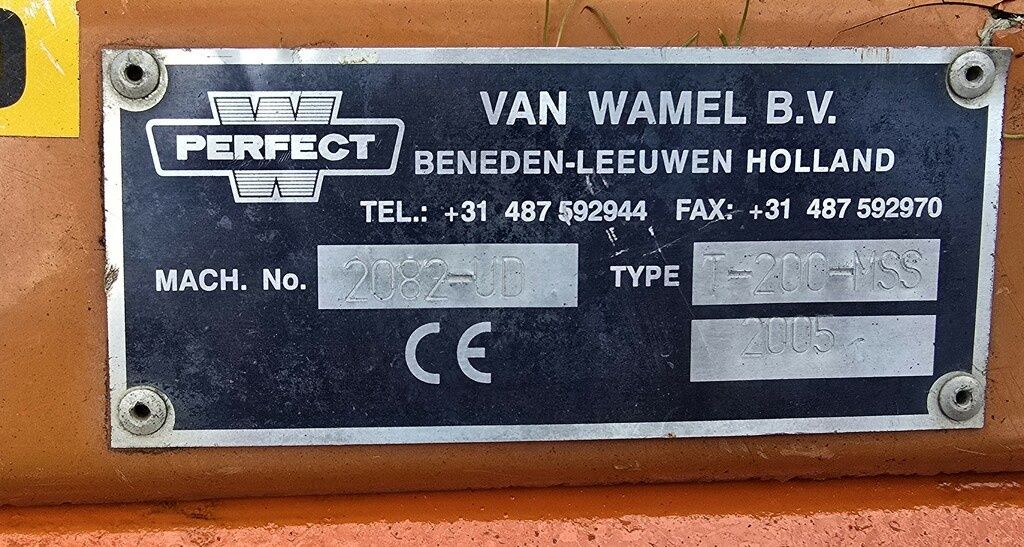 PERFECT
VAN WAMEL B.V.
BENEDEN-LEEUWEN HOLLAND
TEL.: +31 487 592944 FAX: +31 487 592970
MACH. No. 2082-UD TYPE T-200-MSS
CE 2005